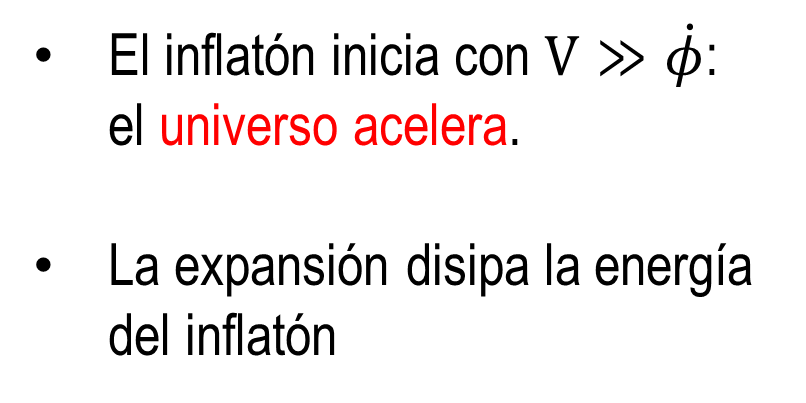 • El inflatón inicia con V ≫ ϕ̇:
el universo acelera.
• La expansión disipa la energía
del inflatón